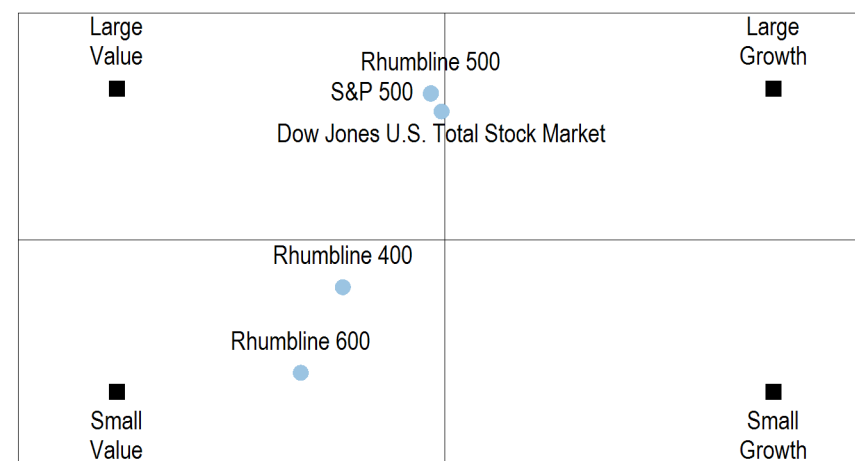 Large
Value
Large
Growth
Rhumbline 500
S&P 500
Dow Jones U.S. Total Stock Market
Rhumbline 400
Rhumbline 600
Small
Value
Small
Growth